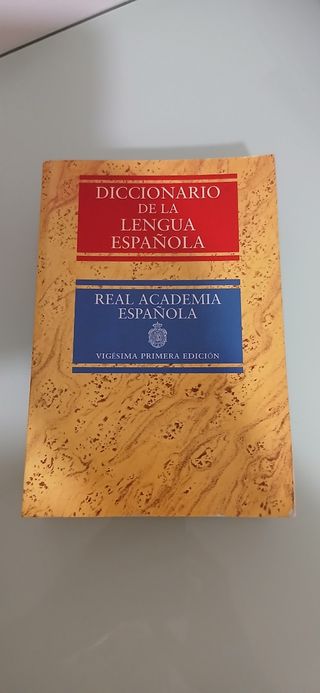 DICCIONARIO
DE LA
LENGUA
ESPAÑOLA
REAL ACADEMIA
ESPAÑOLA
VIGÉSIMA PRIMERA EDICIÓN